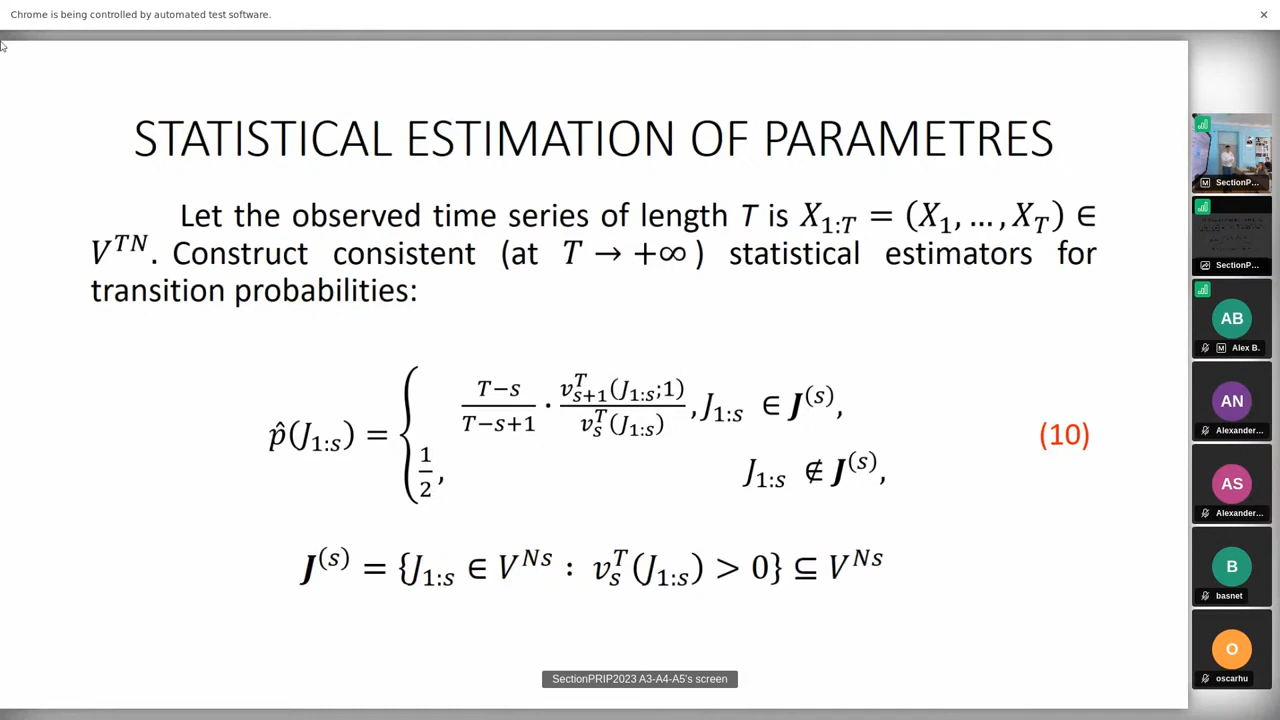 Chrome is being controlled by automated test software.
STATISTICAL ESTIMATION OF PARAMETRES
Let the observed time series of length T is X_{1:T} = (X_1, ..., X_T) ∈
V^{TN}. Construct consistent (at T → +∞) statistical estimators for
transition probabilities:
p̂(J_{1:s}) = { (T−s)/(T−s+1) · v^T_{s+1}(J_{1:s};1)/v^T_s(J_{1:s}), J_{1:s} ∈ J^{(s)},
1/2, J_{1:s} ∉ J^{(s)},
(10)
J^{(s)} = {J_{1:s} ∈ V^{Ns} : v^T_s(J_{1:s}) > 0} ⊆ V^{Ns}
SectionPRIP2023 A3-A4-A5's screen
M SectionP...
SectionP...
AB
M Alex B.
AN
Alexander...
AS
Alexander...
B
basnet
O
oscarhu